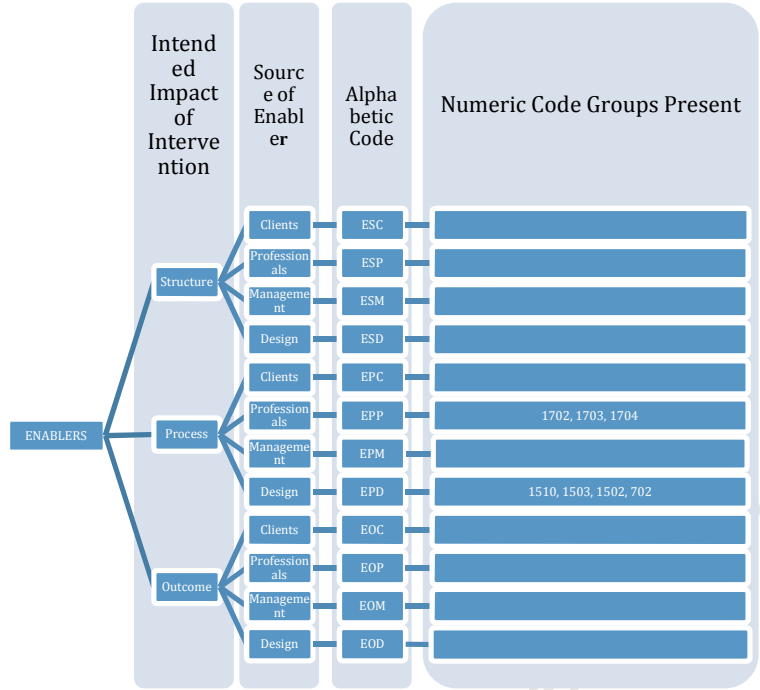 Intend
ed
Impact
of
Interve
ntion
Sourc
e of
Enabl
er
Alpha
betic
Code
Numeric Code Groups Present
ENABLERS
Structure
Clients
ESC
Profession
als
ESP
Manageme
nt
ESM
Design
ESD
Process
Clients
EPC
Profession
als
EPP
1702, 1703, 1704
Manageme
nt
EPM
Design
EPD
1510, 1503, 1502, 702
Outcome
Clients
EOC
Profession
als
EOP
Manageme
nt
EOM
Design
EOD